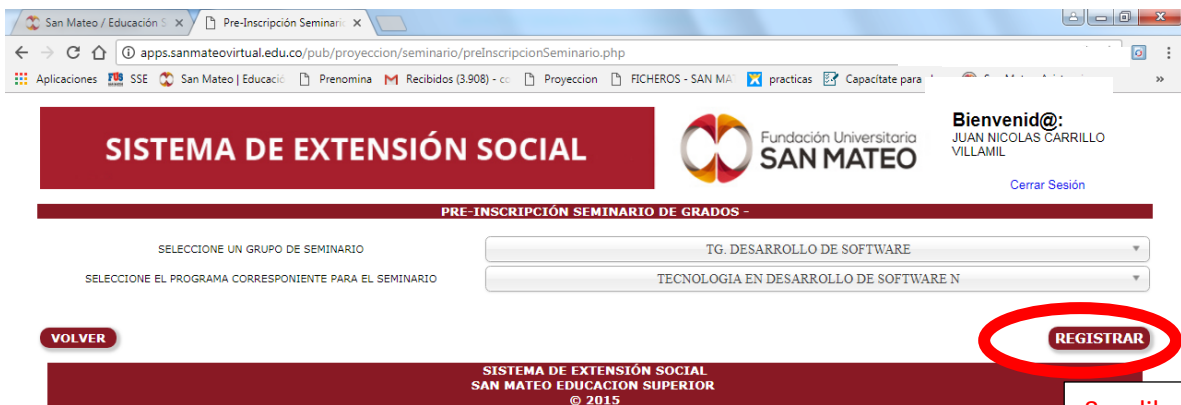 San Mateo / Educación S
Pre-Inscripción Seminari
apps.sanmateovirtual.edu.co/pub/proyeccion/seminario/preInscripcionSeminario.php
Aplicaciones SSE San Mateo | Educació Prenomina Recibidos (3.908) - co Proyeccion FICHEROS - SAN MA practicas Capacítate para »
SISTEMA DE EXTENSIÓN SOCIAL
Fundación Universitaria
SAN MATEO
Bienvenid@:
JUAN NICOLAS CARRILLO
VILLAMIL
Cerrar Sesión
PRE-INSCRIPCIÓN SEMINARIO DE GRADOS -
SELECCIONE UN GRUPO DE SEMINARIO TG. DESARROLLO DE SOFTWARE
SELECCIONE EL PROGRAMA CORRESPONIENTE PARA EL SEMINARIO TECNOLOGIA EN DESARROLLO DE SOFTWARE N
VOLVER REGISTRAR
SISTEMA DE EXTENSIÓN SOCIAL
SAN MATEO EDUCACION SUPERIOR
© 2015